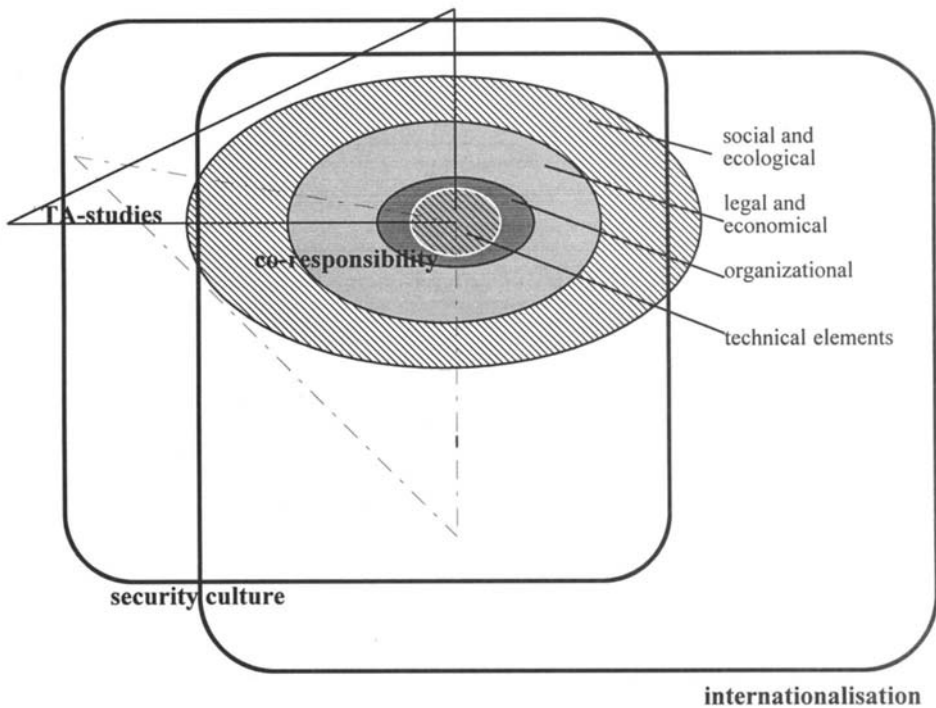 social and
ecological
TA-studies
legal and
economical
co-responsibility
organizational
technical elements
security culture
internationalisation